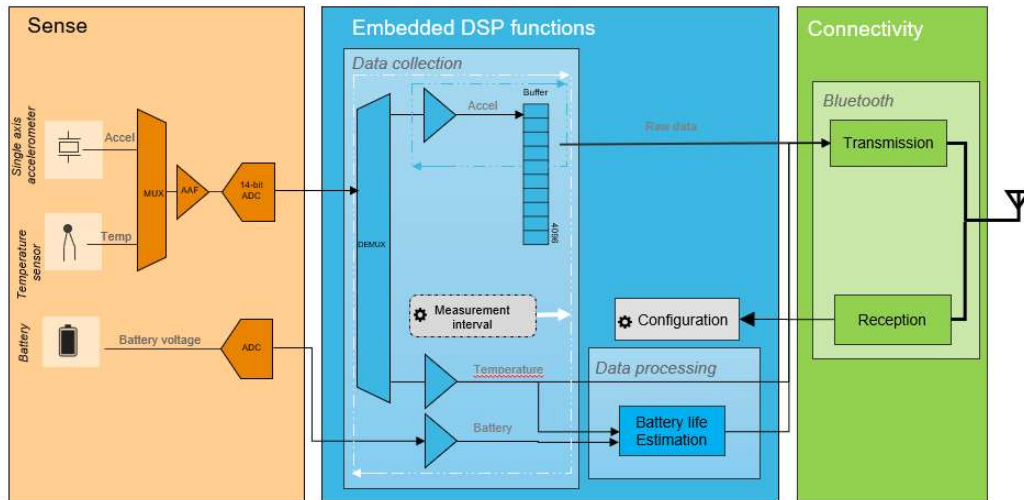 Sense
Single axis
accelerometer
Accel
MUX
AAF
14-bit
ADC
Temperature
sensor
Temp
Battery
Battery voltage
ADC
Embedded DSP functions
Data collection
Buffer
Accel
4096
DEMUX
Raw data
Measurement
interval
Configuration
Temperature
Battery
Data processing
Battery life
Estimation
Connectivity
Bluetooth
Transmission
Reception